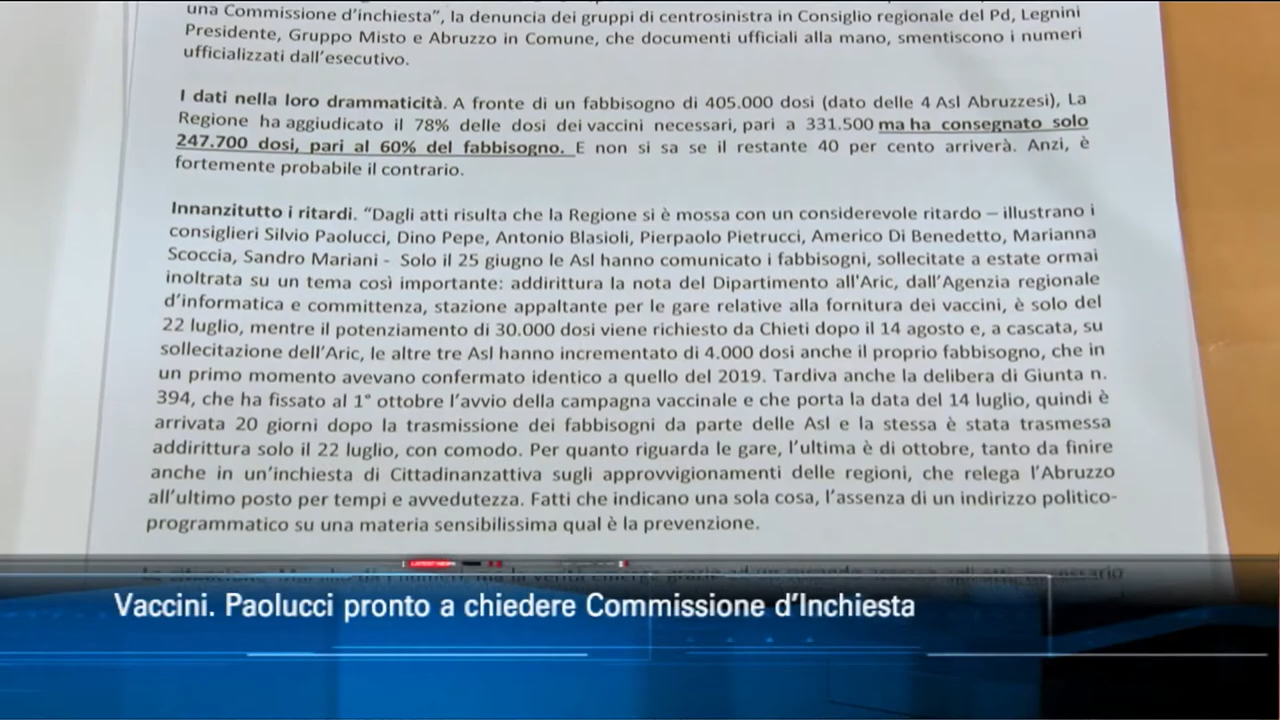 una Commissione d'inchiesta”, la denuncia dei gruppi di centrosinistra in Consiglio regionale del Pd, Legnini
Presidente, Gruppo Misto e Abruzzo in Comune, che documenti ufficiali alla mano, smentiscono i numeri
ufficializzati dall'esecutivo.
I dati nella loro drammaticità. A fronte di un fabbisogno di 405.000 dosi (dato delle 4 Asl Abruzzesi), La
Regione ha aggiudicato il 78% delle dosi dei vaccini necessari, pari a 331.500 ma ha consegnato solo
247.700 dosi, pari al 60% del fabbisogno. E non si sa se il restante 40 per cento arriverà. Anzi, è
fortemente probabile il contrario.
Innanzitutto i ritardi. “Dagli atti risulta che la Regione si è mossa con un considerevole ritardo – illustrano i
consiglieri Silvio Paolucci, Dino Pepe, Antonio Blasioli, Pierpaolo Pietrucci, Americo Di Benedetto, Marianna
Scoccia, Sandro Mariani - Solo il 25 giugno le Asl hanno comunicato i fabbisogni, sollecitate a estate ormai
inoltrata su un tema così importante: addirittura la nota del Dipartimento all'Aric, dall'Agenzia regionale
d'informatica e committenza, stazione appaltante per le gare relative alla fornitura dei vaccini, è solo del
22 luglio, mentre il potenziamento di 30.000 dosi viene richiesto da Chieti dopo il 14 agosto e, a cascata, su
sollecitazione dell'Aric, le altre tre Asl hanno incrementato di 4.000 dosi anche il proprio fabbisogno, che in
un primo momento avevano confermato identico a quello del 2019. Tardiva anche la delibera di Giunta n.
394, che ha fissato al 1° ottobre l'avvio della campagna vaccinale e che porta la data del 14 luglio, quindi è
arrivata 20 giorni dopo la trasmissione dei fabbisogni da parte delle Asl e la stessa è stata trasmessa
addirittura solo il 22 luglio, con comodo. Per quanto riguarda le gare, l'ultima è di ottobre, tanto da finire
anche in un'inchiesta di Cittadinanzattiva sugli approvvigionamenti delle regioni, che relega l'Abruzzo
all'ultimo posto per tempi e avvedutezza. Fatti che indicano una sola cosa, l'assenza di un indirizzo politico-
programmatico su una materia sensibilissima qual è la prevenzione.
LATEST NEWS
Vaccini. Paolucci pronto a chiedere Commissione d'Inchiesta